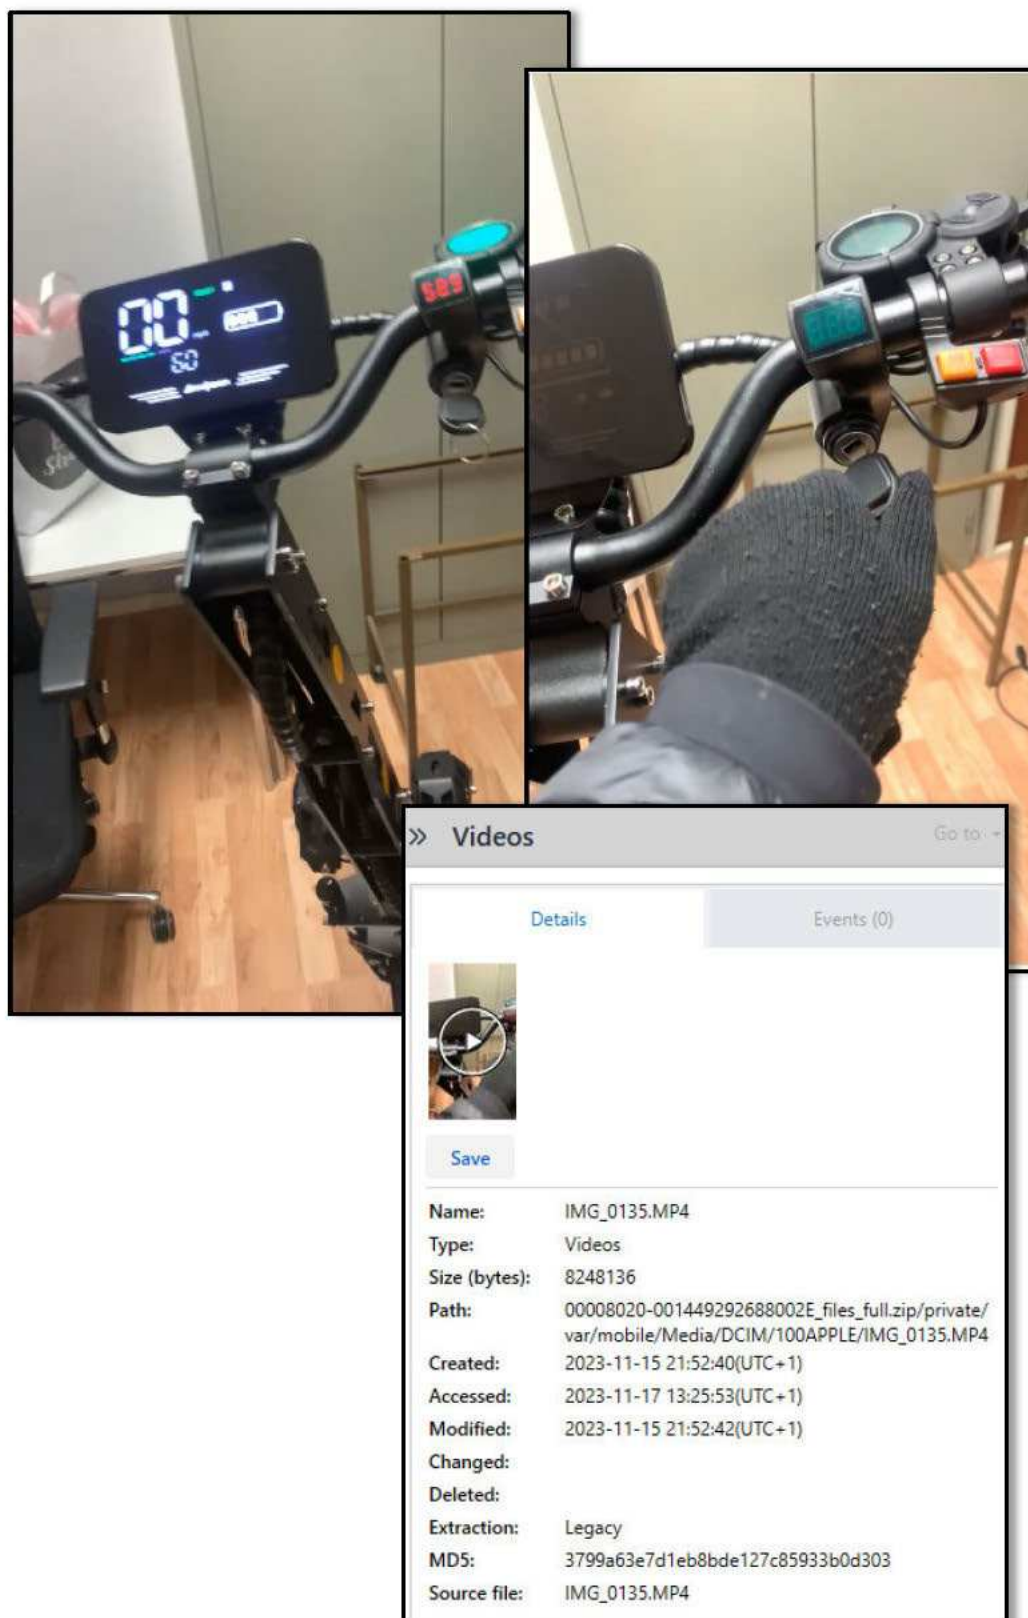 00
60
589
» Videos
Go to
Details
Events (0)
Save
Name: IMG_0135.MP4
Type: Videos
Size (bytes): 8248136
Path: 00008020-001449292688002E_files_full.zip/private/
var/mobile/Media/DCIM/100APPLE/IMG_0135.MP4
Created: 2023-11-15 21:52:40(UTC+1)
Accessed: 2023-11-17 13:25:53(UTC+1)
Modified: 2023-11-15 21:52:42(UTC+1)
Changed:
Deleted:
Extraction: Legacy
MD5: 3799a63e7d1eb8bde127c85933b0d303
Source file: IMG_0135.MP4